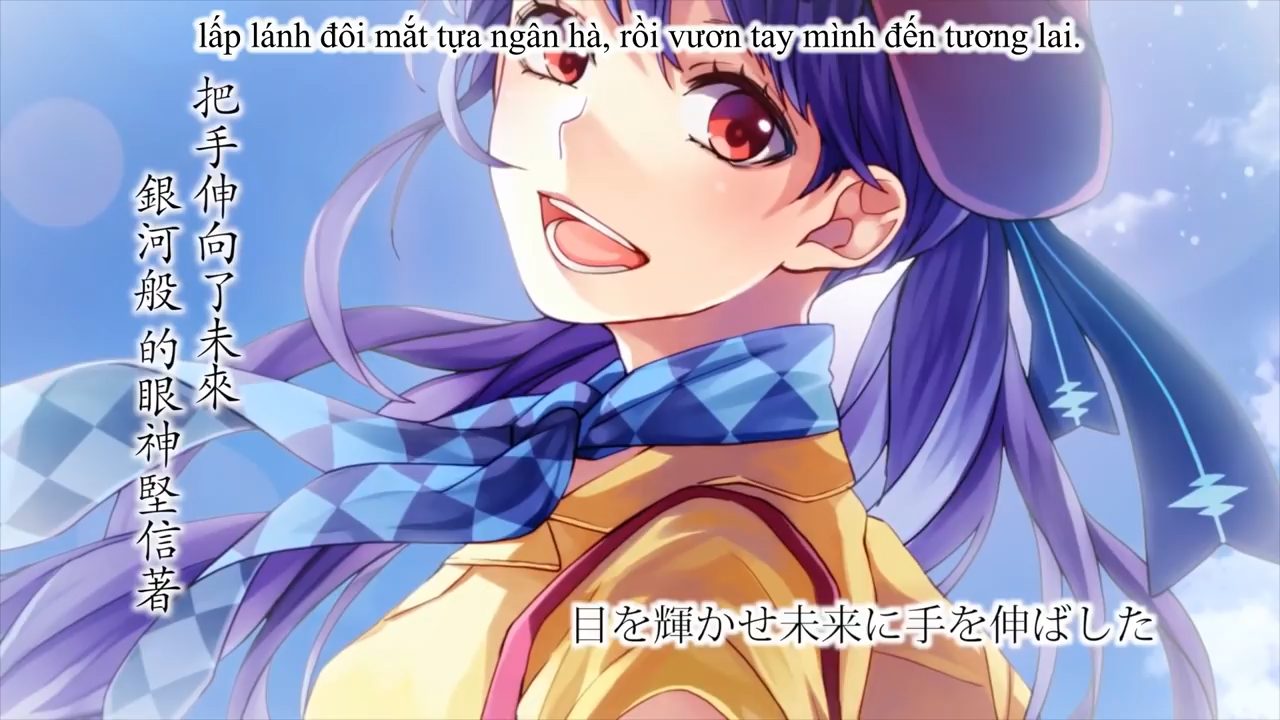 lấp lánh đôi mắt tựa ngân hà, rồi vươn tay mình đến tương lai.
把手伸向了未來
銀河般 的眼神堅信著
目を輝かせ未来に手を伸ばした